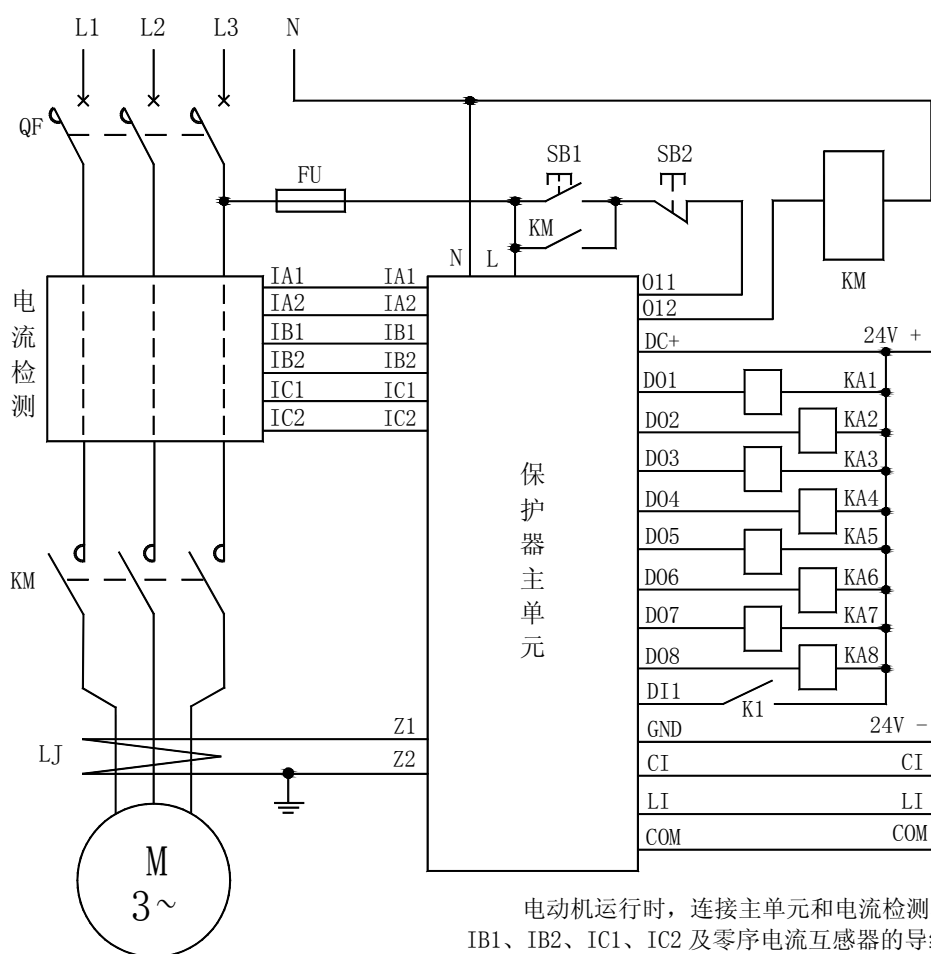 L1 L2 L3 N
QF
SB1 SB2
FU
KM
N L
KM
电流检测
IA1 IA1
IA2 IA2
IB1 IB1
IB2 IB2
IC1 IC1
IC2 IC2
保护器主单元
O11
O12
DC+ 24V +
DO1 KA1
DO2 KA2
DO3 KA3
DO4 KA4
DO5 KA5
DO6 KA6
DO7 KA7
DO8 KA8
DI1 K1
GND 24V -
CI CI
LI LI
COM COM
KM
LJ
Z1
Z2
M
3~
电动机运行时，连接主单元和电流检测
IB1、IB2、IC1、IC2 及零序电流互感器的导